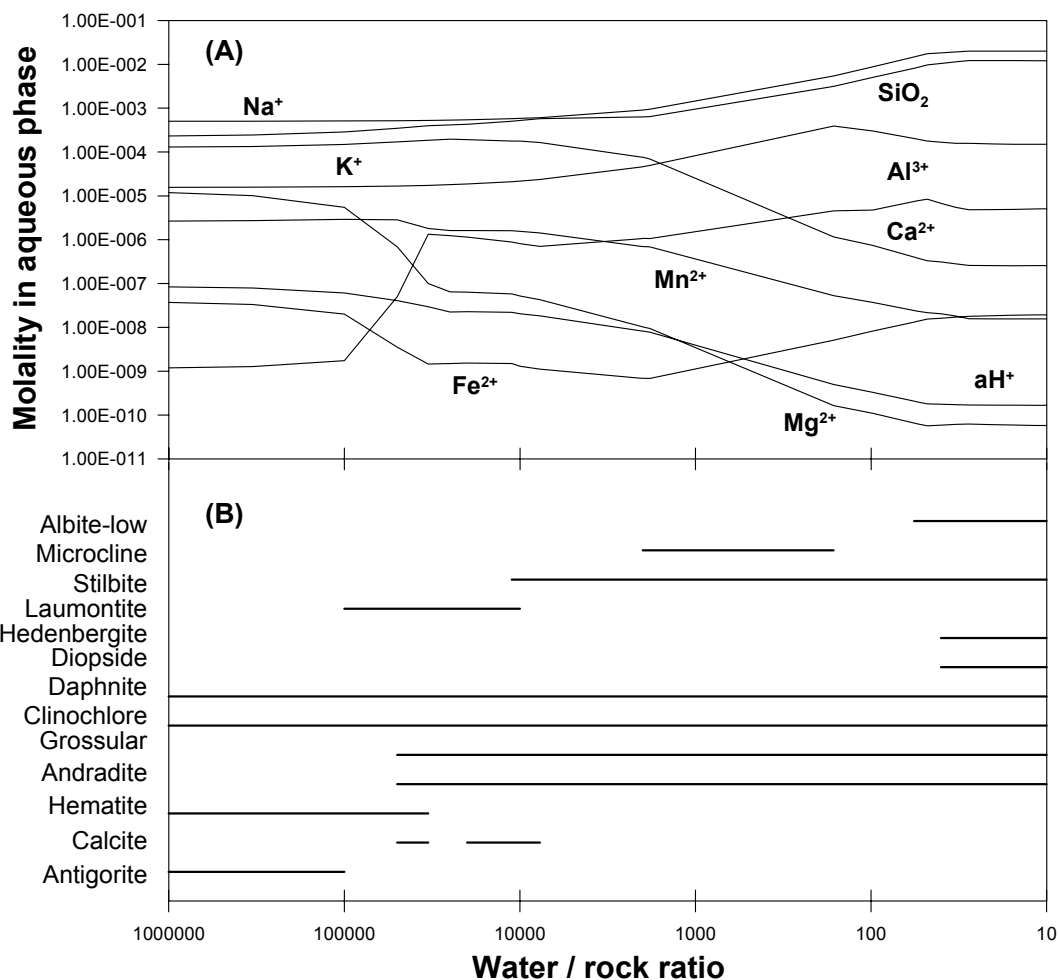 1.00E-001
1.00E-002
1.00E-003
1.00E-004
1.00E-005
1.00E-006
1.00E-007
1.00E-008
1.00E-009
1.00E-010
1.00E-011
Molality in aqueous phase
(A)
Na⁺
SiO₂
K⁺
Al³⁺
Ca²⁺
Mn²⁺
Fe²⁺
aH⁺
Mg²⁺
(B)
Albite-low
Microcline
Stilbite
Laumontite
Hedenbergite
Diopside
Daphnite
Clinochlore
Grossular
Andradite
Hematite
Calcite
Antigorite
1000000 100000 10000 1000 100 10
Water / rock ratio